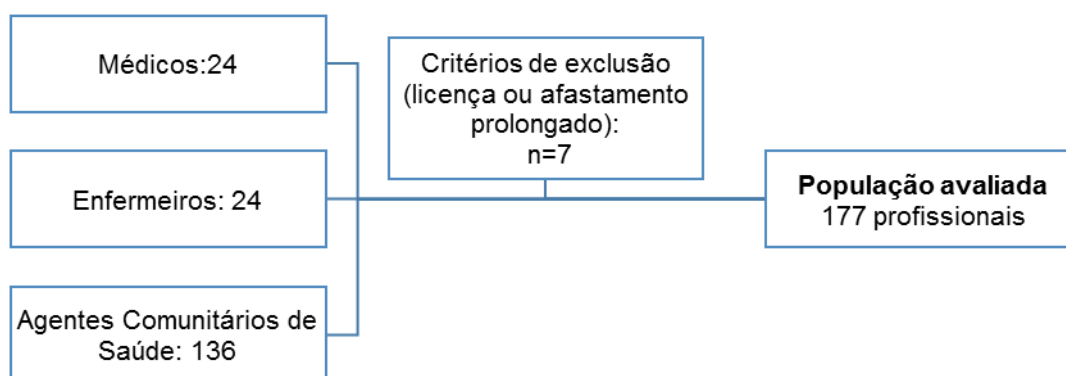 Médicos:24
Enfermeiros: 24
Agentes Comunitários de
Saúde: 136
Critérios de exclusão
(licença ou afastamento
prolongado):
n=7
População avaliada
177 profissionais